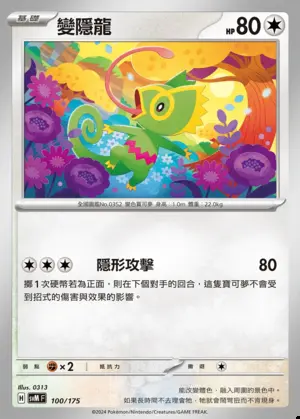 基礎
變隱龍
HP 80
全國圖鑑No.0352 變色寶可夢 身高：1.0m 體重：22.0kg
隱形攻擊 80
擲1次硬幣若為正面，則在下個對手的回合，這隻寶可夢不會受
到招式的傷害與效果的影響。
弱點 ×2 抵抗力 撤退
Illus. 0313
H SVM F 100/175
能改變體色，融入周圍的景色中。
如果長時間不去理會牠，牠就會鬧彆扭而不肯現身。
©2024 Pokémon/Nintendo/Creatures/GAME FREAK.